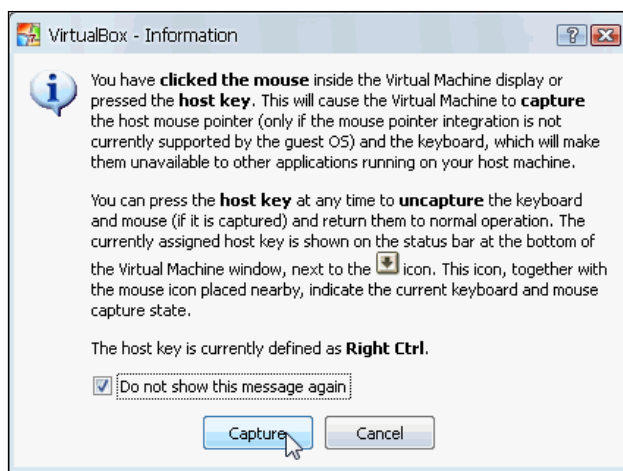 VirtualBox - Information
You have clicked the mouse inside the Virtual Machine display or
pressed the host key. This will cause the Virtual Machine to capture
the host mouse pointer (only if the mouse pointer integration is not
currently supported by the guest OS) and the keyboard, which will make
them unavailable to other applications running on your host machine.
You can press the host key at any time to uncapture the keyboard
and mouse (if it is captured) and return them to normal operation. The
currently assigned host key is shown on the status bar at the bottom of
the Virtual Machine window, next to the icon. This icon, together with
the mouse icon placed nearby, indicate the current keyboard and mouse
capture state.
The host key is currently defined as Right Ctrl.
Do not show this message again
Capture Cancel